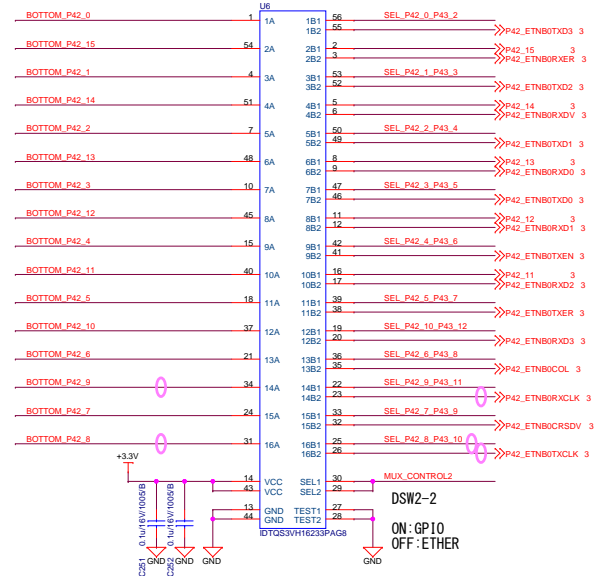 U6
BOTTOM_P42_0 1 1A 1B1 56 SEL_P42_0_P43_2
1B2 55 P42_ETNB0TXD3 3
BOTTOM_P42_15 54 2A 2B1 2 P42_15 3
2B2 3 P42_ETNB0RXER 3
BOTTOM_P42_1 4 3A 3B1 53 SEL_P42_1_P43_3
3B2 52 P42_ETNB0TXD2 3
BOTTOM_P42_14 51 4A 4B1 5 P42_14 3
4B2 6 P42_ETNB0RXDV 3
BOTTOM_P42_2 7 5A 5B1 50 SEL_P42_2_P43_4
5B2 49 P42_ETNB0TXD1 3
BOTTOM_P42_13 48 6A 6B1 8 P42_13 3
6B2 9 P42_ETNB0RXD0 3
BOTTOM_P42_3 10 7A 7B1 47 SEL_P42_3_P43_5
7B2 46 P42_ETNB0TXD0 3
BOTTOM_P42_12 45 8A 8B1 11 P42_12 3
8B2 12 P42_ETNB0RXD1 3
BOTTOM_P42_4 15 9A 9B1 42 SEL_P42_4_P43_6
9B2 41 P42_ETNB0TXEN 3
BOTTOM_P42_11 40 10A 10B1 16 P42_11 3
10B2 17 P42_ETNB0RXD2 3
BOTTOM_P42_5 18 11A 11B1 39 SEL_P42_5_P43_7
11B2 38 P42_ETNB0TXER 3
BOTTOM_P42_10 37 12A 12B1 19 SEL_P42_10_P43_12
12B2 20 P42_ETNB0RXD3 3
BOTTOM_P42_6 21 13A 13B1 36 SEL_P42_6_P43_8
13B2 35 P42_ETNB0COL 3
BOTTOM_P42_9 34 14A 14B1 22 SEL_P42_9_P43_11
14B2 23 P42_ETNB0RXCLK 3
BOTTOM_P42_7 24 15A 15B1 33 SEL_P42_7_P43_9
15B2 32 P42_ETNB0CRSDV 3
BOTTOM_P42_8 31 16A 16B1 25 SEL_P42_8_P43_10
16B2 26 P42_ETNB0TXCLK 3
+3.3V
14 VCC SEL1 30 MUX_CONTROL2
43 VCC SEL2 29
DSW2-2
13 GND TEST1 27
44 GND TEST2 28
ON:GPIO
OFF:ETHER
IDTQS3VH16233PAG8
C251 0.1u/16V/1005/B
C252 0.1u/16V/1005/B
GND GND GND GND